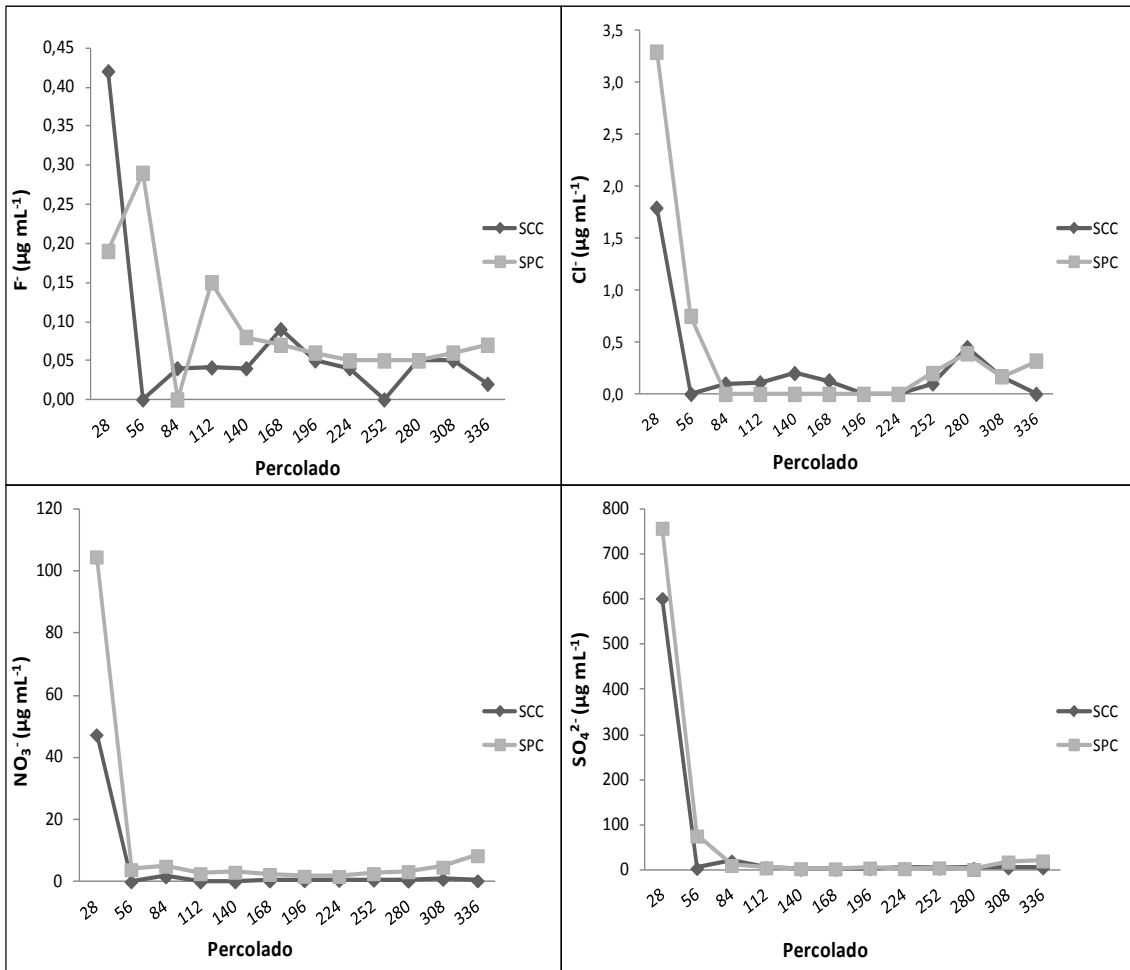 0,45
0,40
0,35
0,30
0,25
0,20
0,15
0,10
0,05
0,00
F⁻ (µg mL⁻¹)
28 56 84 112 140 168 196 224 252 280 308 336
Percolado
SCC
SPC
3,5
3,0
2,5
2,0
1,5
1,0
0,5
0,0
Cl⁻ (µg mL⁻¹)
28 56 84 112 140 168 196 224 252 280 308 336
Percolado
SCC
SPC
120
100
80
60
40
20
0
NO₃⁻ (µg mL⁻¹)
28 56 84 112 140 168 196 224 252 280 308 336
Percolado
SCC
SPC
800
700
600
500
400
300
200
100
0
SO₄²⁻ (µg mL⁻¹)
28 56 84 112 140 168 196 224 252 280 308 336
Percolado
SCC
SPC